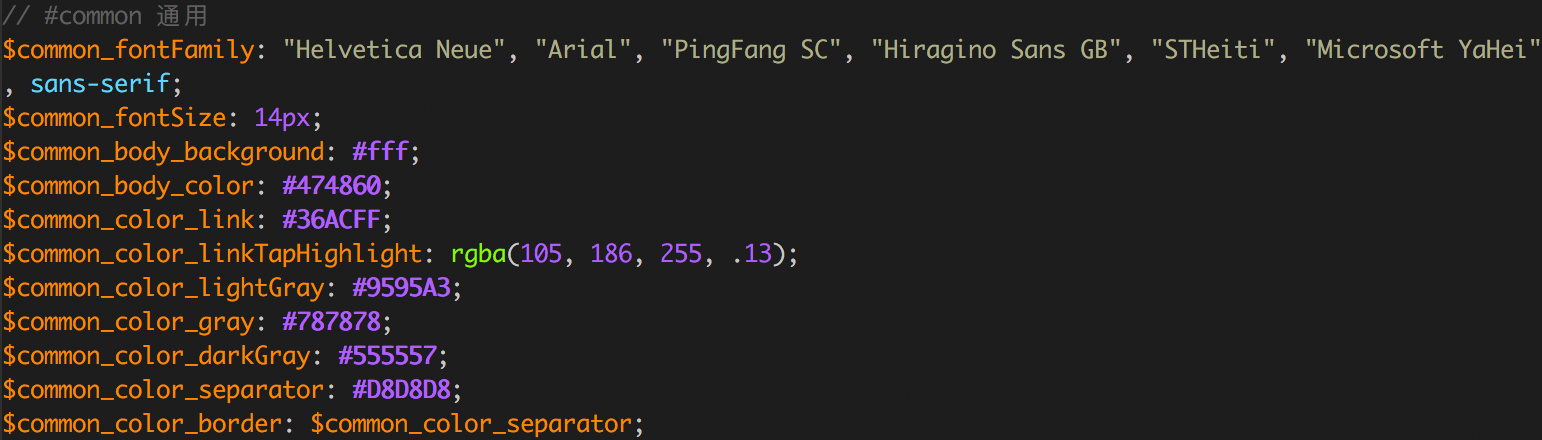 // #common 通用
$common_fontFamily: "Helvetica Neue", "Arial", "PingFang SC", "Hiragino Sans GB", "STHeiti", "Microsoft YaHei"
, sans-serif;
$common_fontSize: 14px;
$common_body_background: #fff;
$common_body_color: #474860;
$common_color_link: #36ACFF;
$common_color_linkTapHighlight: rgba(105, 186, 255, .13);
$common_color_lightGray: #9595A3;
$common_color_gray: #787878;
$common_color_darkGray: #555557;
$common_color_separator: #D8D8D8;
$common_color_border: $common_color_separator;